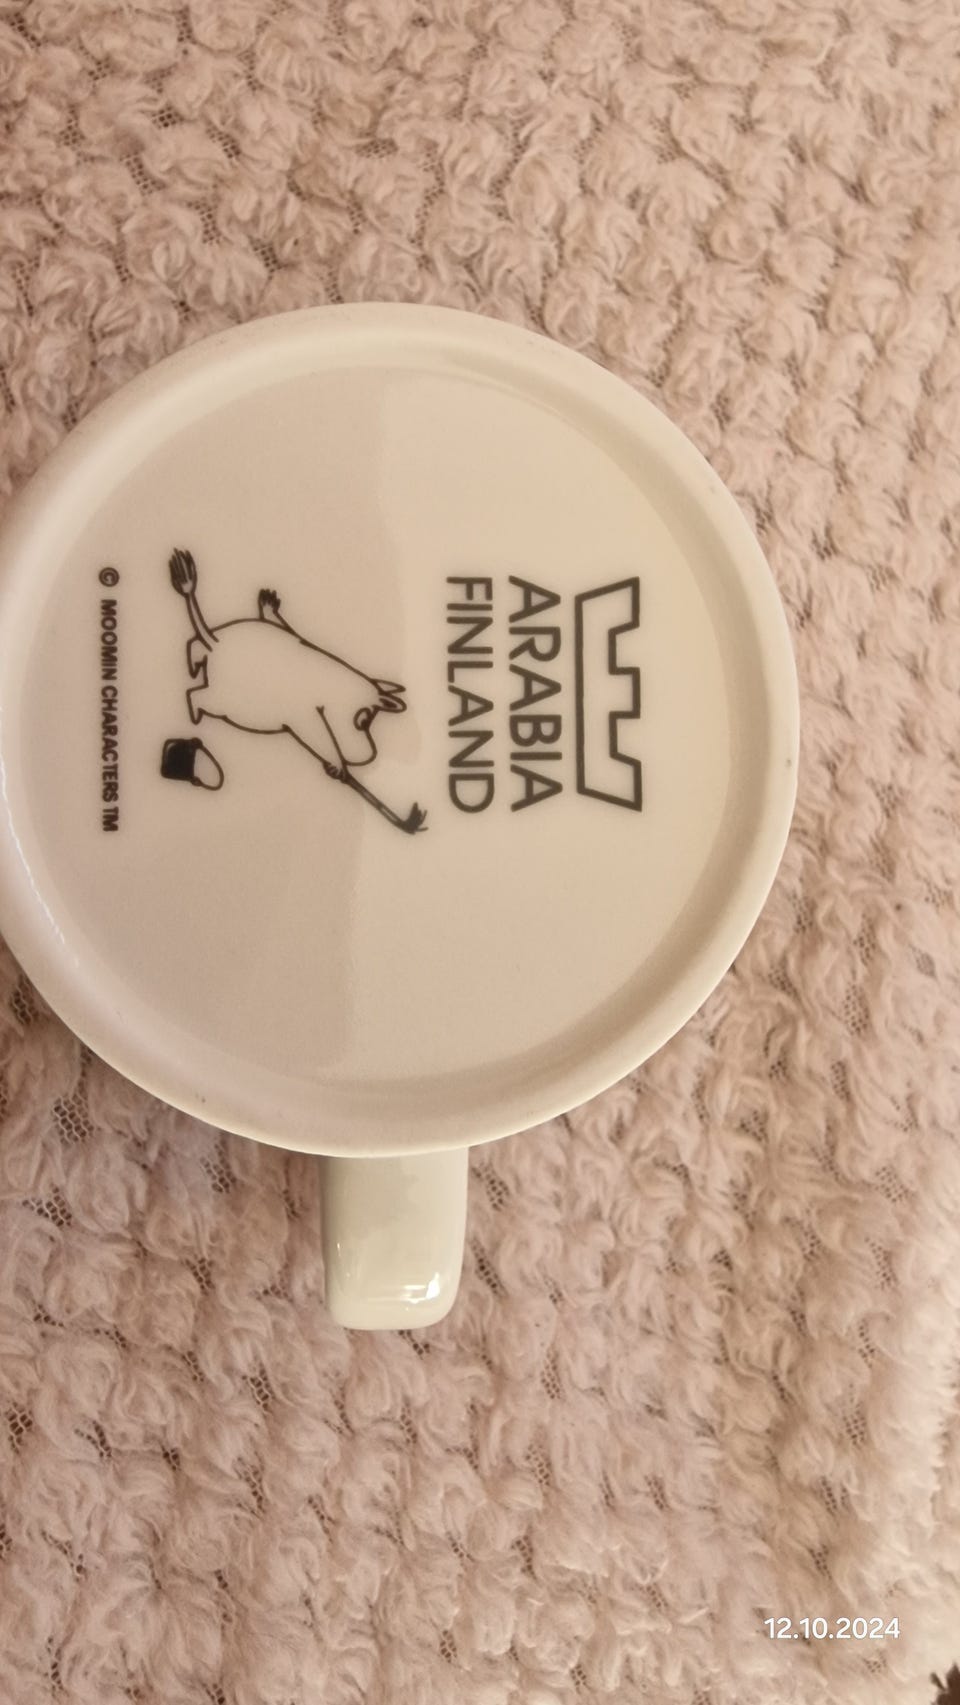 ARABIA
FINLAND
© MOOMIN CHARACTERS TM
12.10.2024